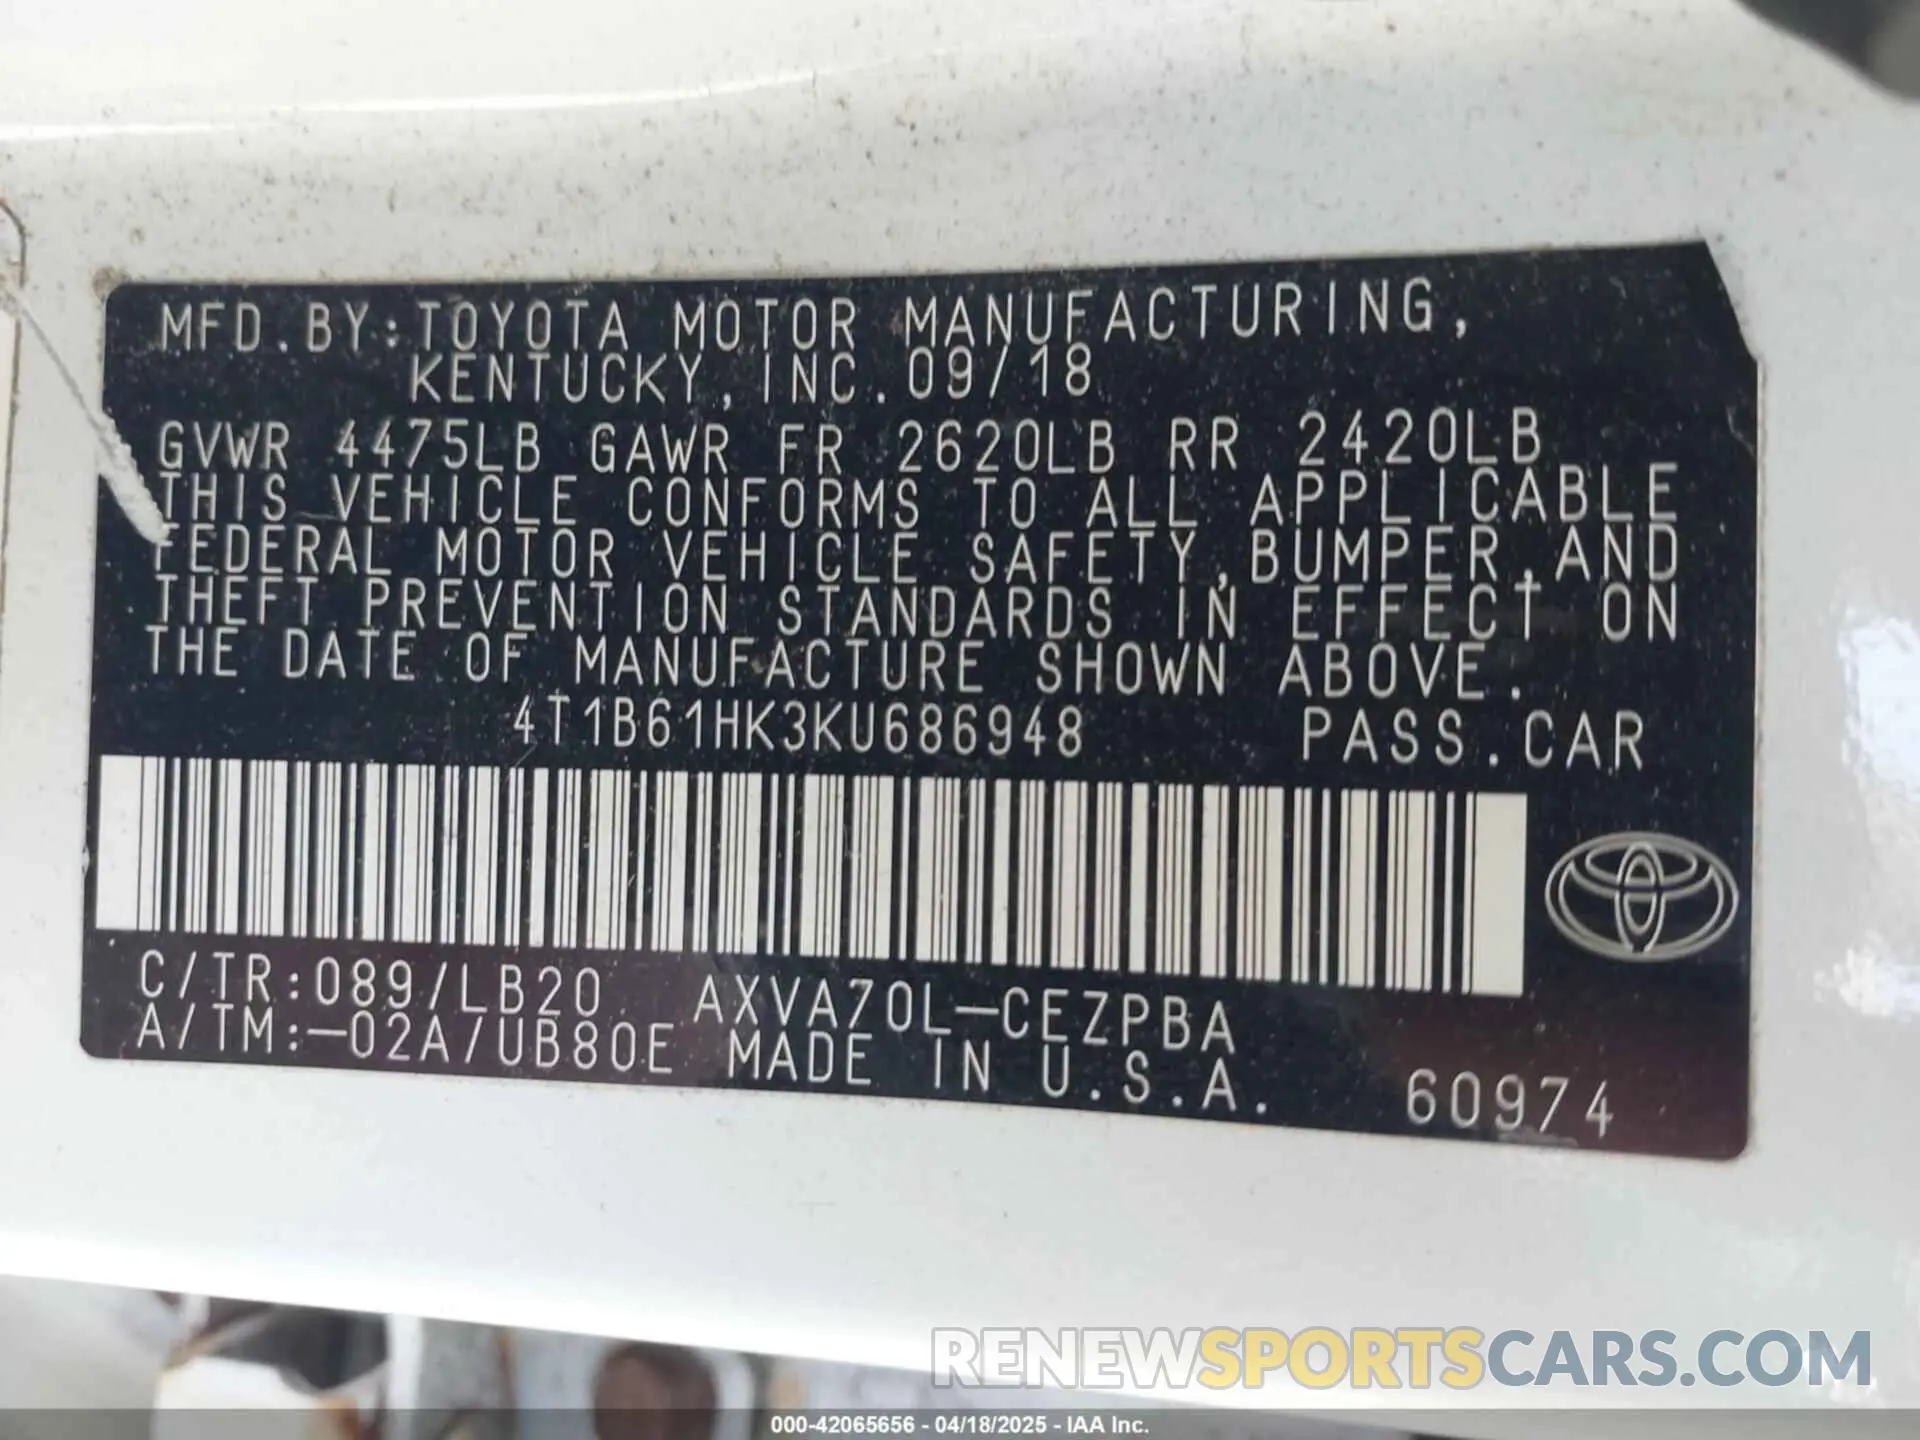 MFD.BY:TOYOTA MOTOR MANUFACTURING,
KENTUCKY,INC.09/18
GVWR 4475LB GAWR FR 2620LB RR 2420LB
THIS VEHICLE CONFORMS TO ALL APPLICABLE
FEDERAL MOTOR VEHICLE SAFETY,BUMPER,AND
THEFT PREVENTION STANDARDS IN EFFECT ON
THE DATE OF MANUFACTURE SHOWN ABOVE.
4T1B61HK3KU686948 PASS.CAR
C/TR:089/LB20 AXVA70L-CEZPBA
A/TM:-02A/UB80E MADE IN U.S.A.
60974
RENEWSPORTSCARS.COM
000-42065656 - 04/18/2025 - IAA Inc.